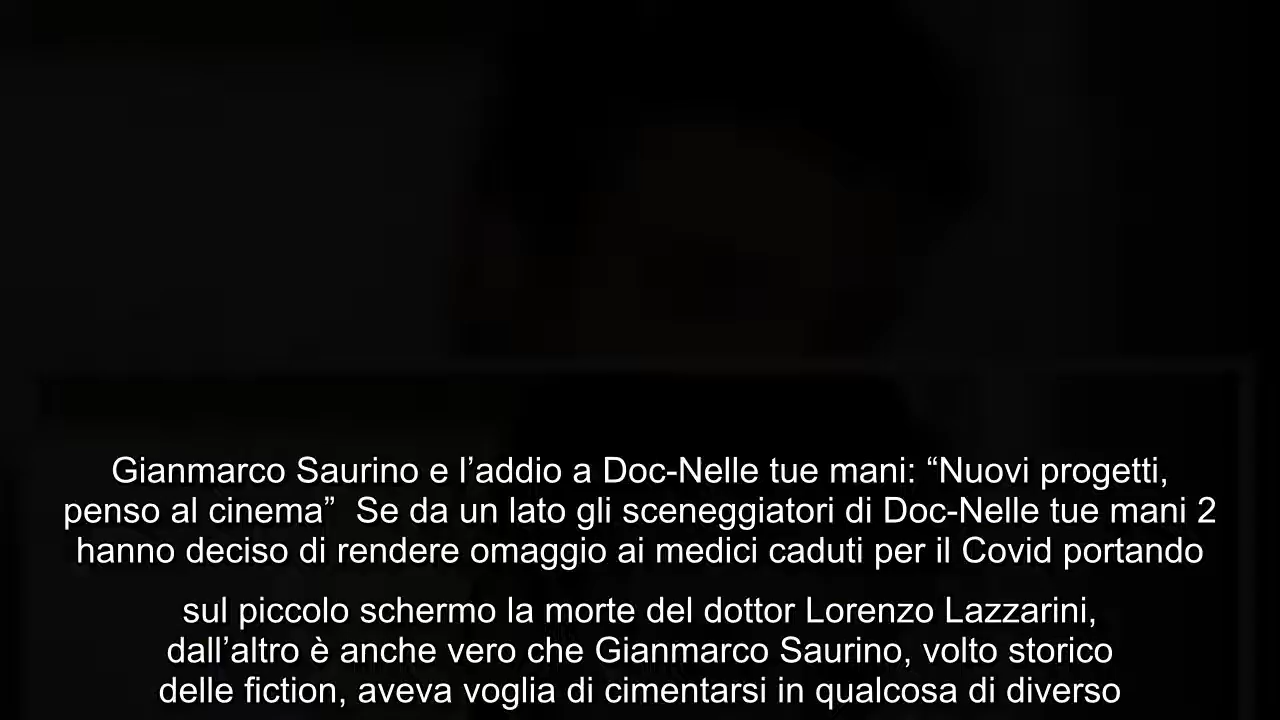 Gianmarco Saurino e l’addio a Doc-Nelle tue mani: “Nuovi progetti,
penso al cinema”  Se da un lato gli sceneggiatori di Doc-Nelle tue mani 2
hanno deciso di rendere omaggio ai medici caduti per il Covid portando
sul piccolo schermo la morte del dottor Lorenzo Lazzarini,
dall’altro è anche vero che Gianmarco Saurino, volto storico
delle fiction, aveva voglia di cimentarsi in qualcosa di diverso